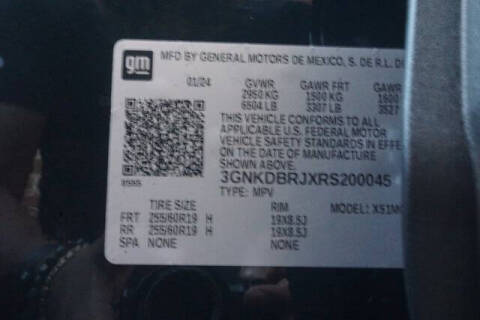 gm
MFD BY GENERAL MOTORS DE MEXICO, S. DE R.L. DE
01/24 GVWR GAWR FRT GAWR
2950 KG 1500 KG 1600
6504 LB 3307 LB 3527
THIS VEHICLE CONFORMS TO ALL
APPLICABLE U.S. FEDERAL MOTOR
VEHICLE SAFETY STANDARDS IN EFFE
ON THE DATE OF MANUFACTURE
SHOWN ABOVE.
3GNKDBRJXRS200045
TYPE: MPV MODEL: X51M
TIRE SIZE RIM
FRT 255/60R19 H 19X8.5J
RR 255/60R19 H 19X8.5J
SPA NONE NONE